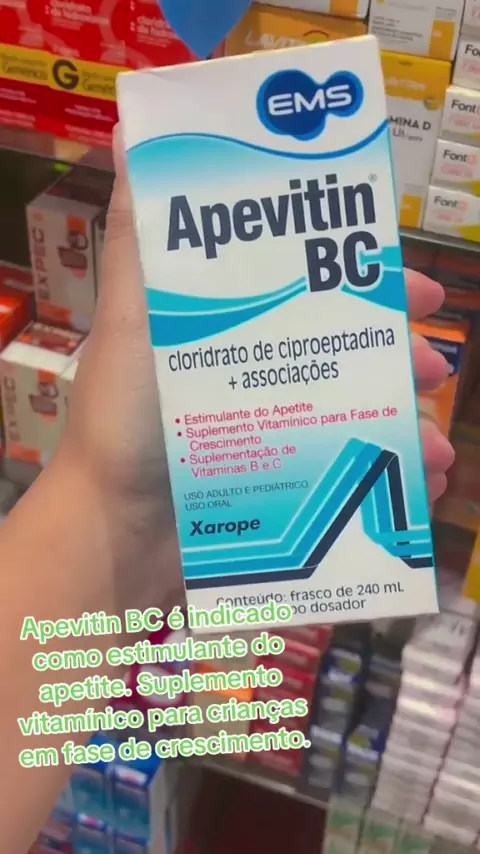 EMS
Apevitin®
BC
cloridrato de ciproeptadina
+ associações
• Estimulante do Apetite
• Suplemento Vitamínico para Fase de
Crescimento
• Suplementação de
Vitaminas B e C
USO ADULTO E PEDIÁTRICO
USO ORAL
Xarope
Conteúdo: frasco de 240 mL
dosador
Apevitin BC é indicado
como estimulante do
apetite. Suplemento
vitamínico para crianças
em fase de crescimento.
G
EXPEC